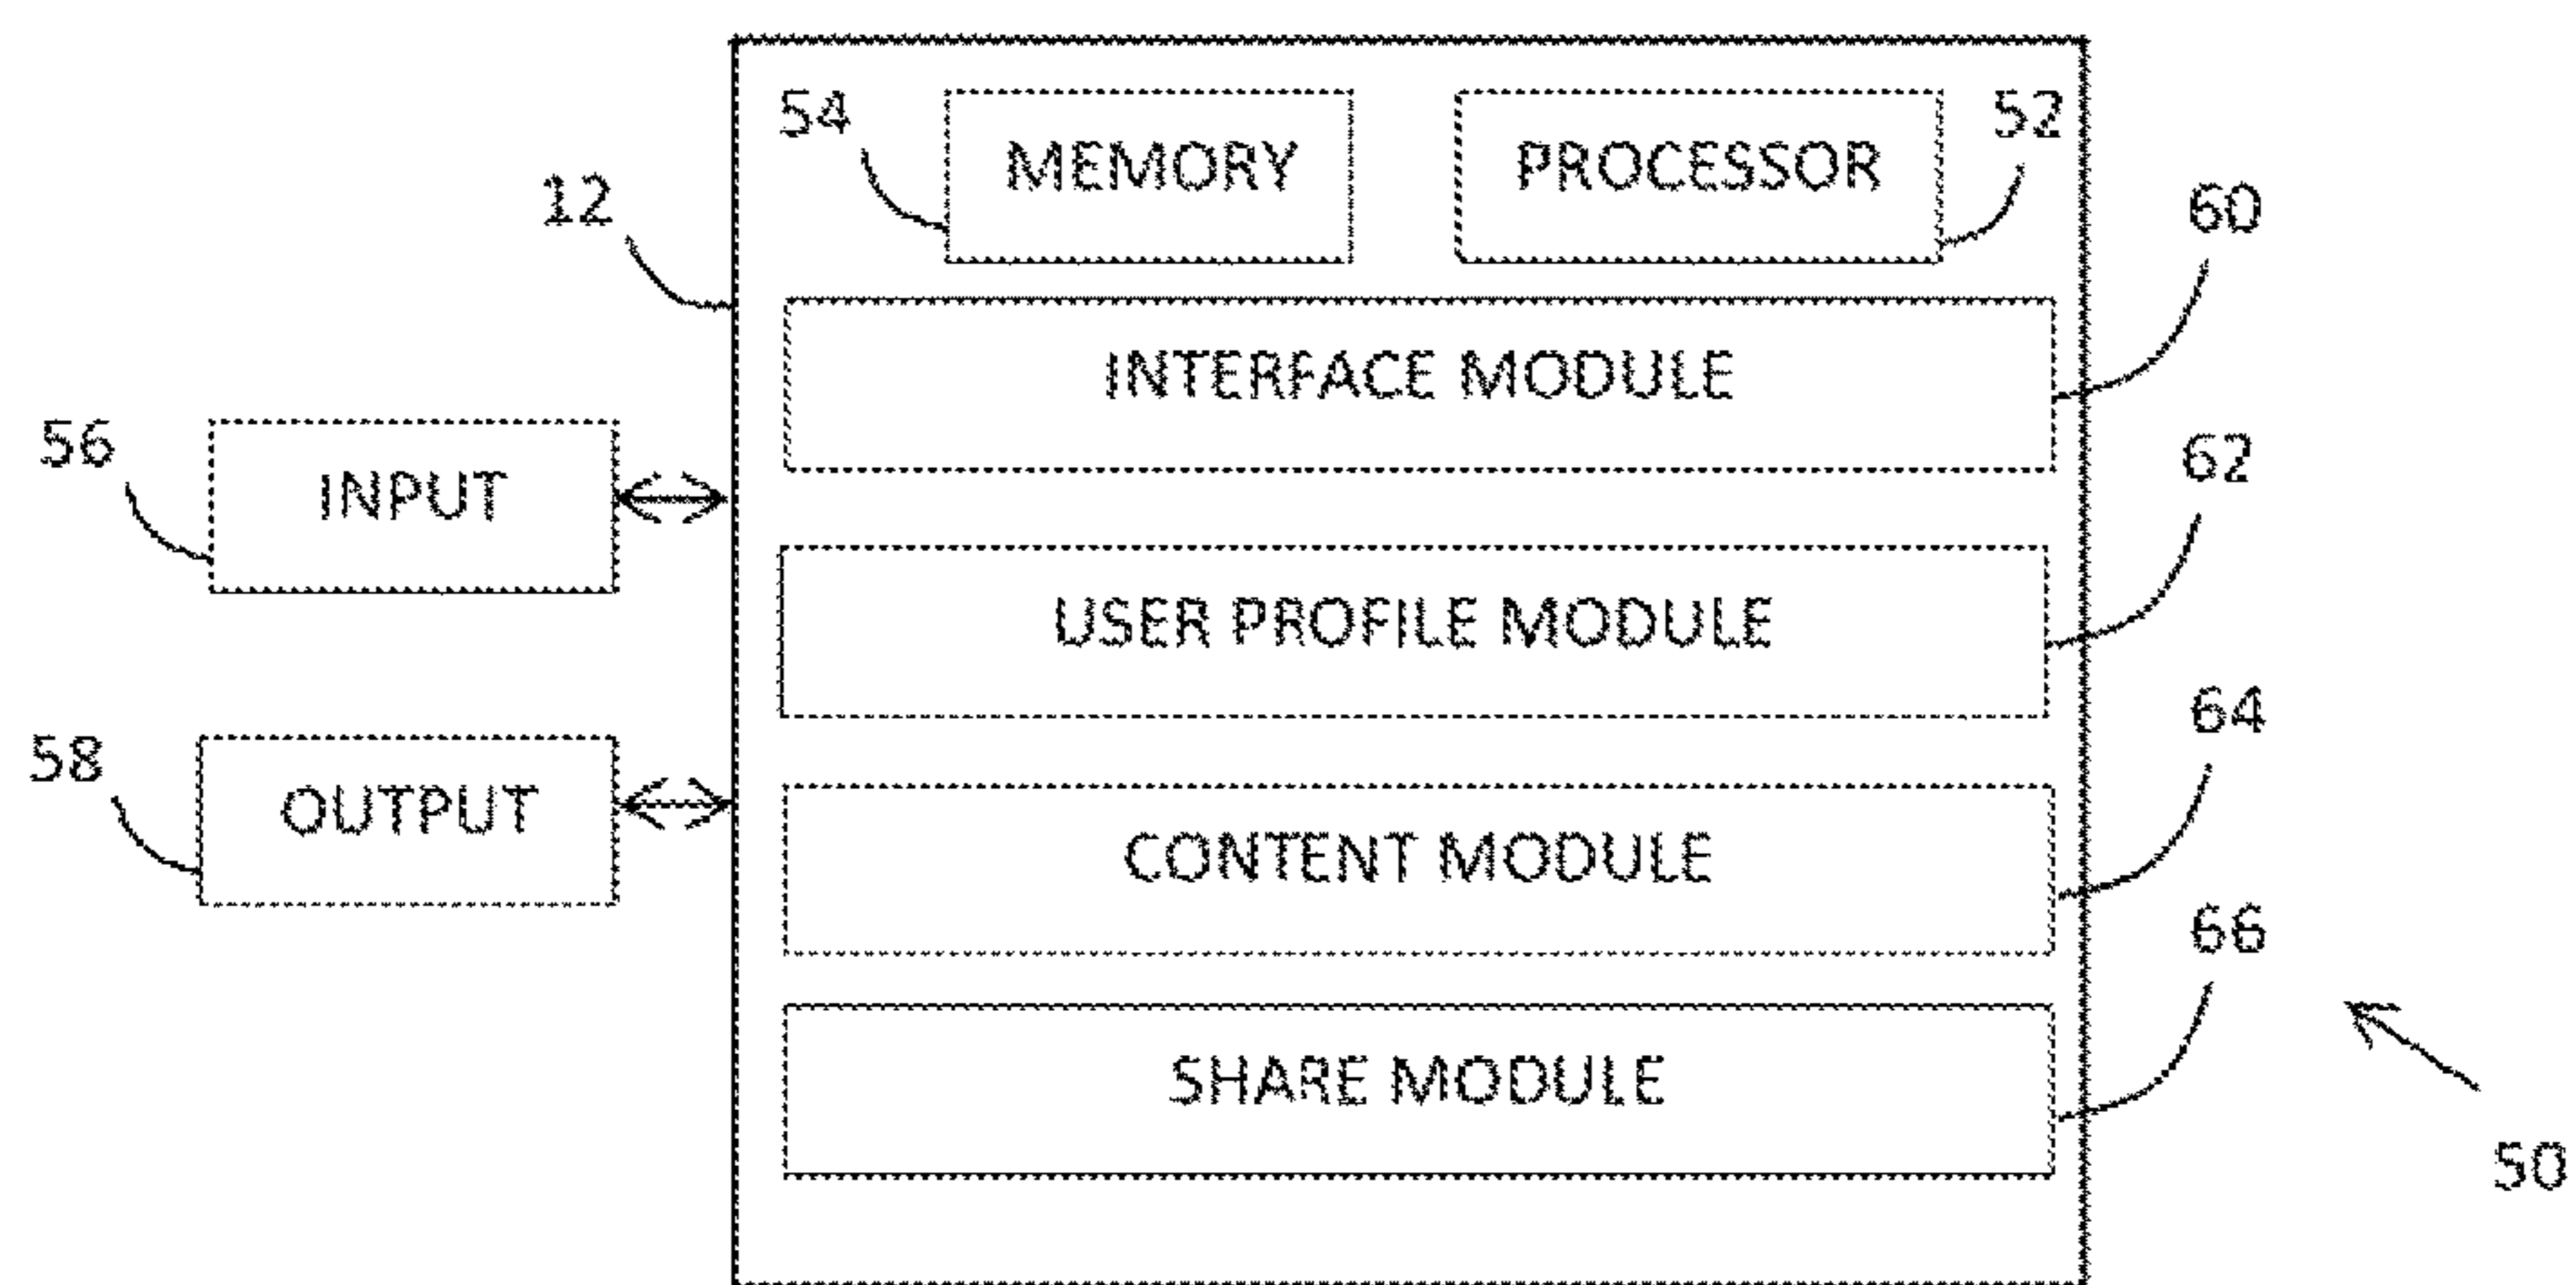 54
MEMORY
PROCESSOR
52
12
60
INTERFACE MODULE
56
INPUT
62
USER PROFILE MODULE
64
58
OUTPUT
CONTENT MODULE
66
SHARE MODULE
50